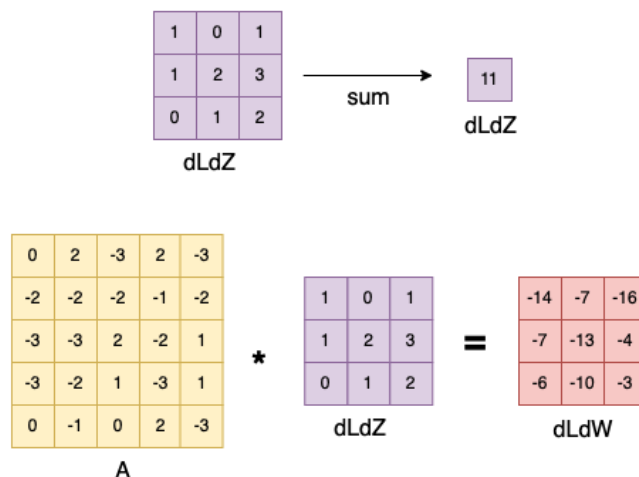 1 0 1
1 2 3 sum 11
0 1 2 dLdZ
dLdZ
0 2 -3 2 -3
-2 -2 -2 -1 -2 1 0 1 -14 -7 -16
-3 -3 2 -2 1 * 1 2 3 = -7 -13 -4
-3 -2 1 -3 1 0 1 2 -6 -10 -3
0 -1 0 2 -3 dLdZ dLdW
A